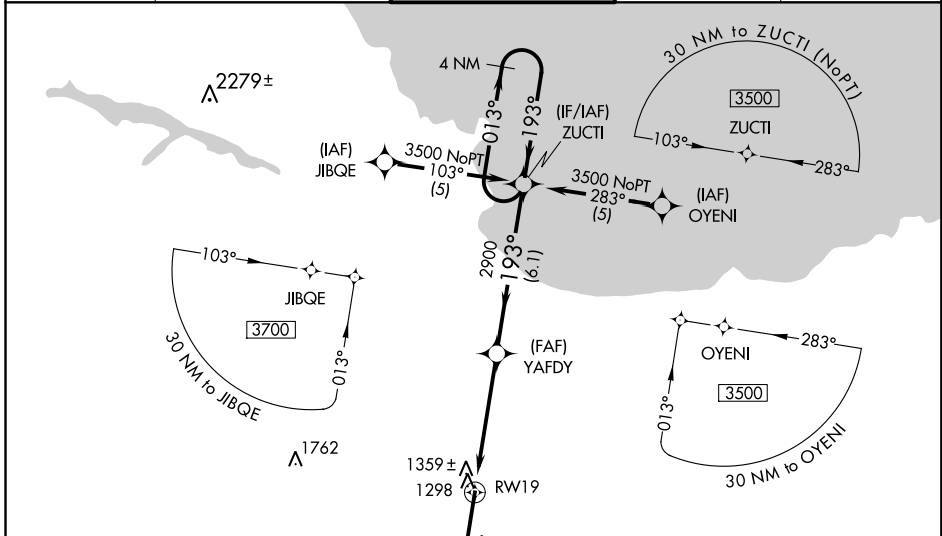 30 NM to ZUCTI (NoPT)
3500
ZUCTI
103°
283°
2279±
4 NM
013°
193°
(IF/IAF)
ZUCTI
(IAF)
JIBQE
3500 NoPT
103°
(5)
3500 NoPT
283°
(5)
(IAF)
OYENI
2900
193°
(6.1)
103°
JIBQE
3700
013°
30 NM to JIBQE
(FAF)
YAFDY
OYENI
283°
3500
013°
30 NM to OYENI
1762
1359±
1298
RW19